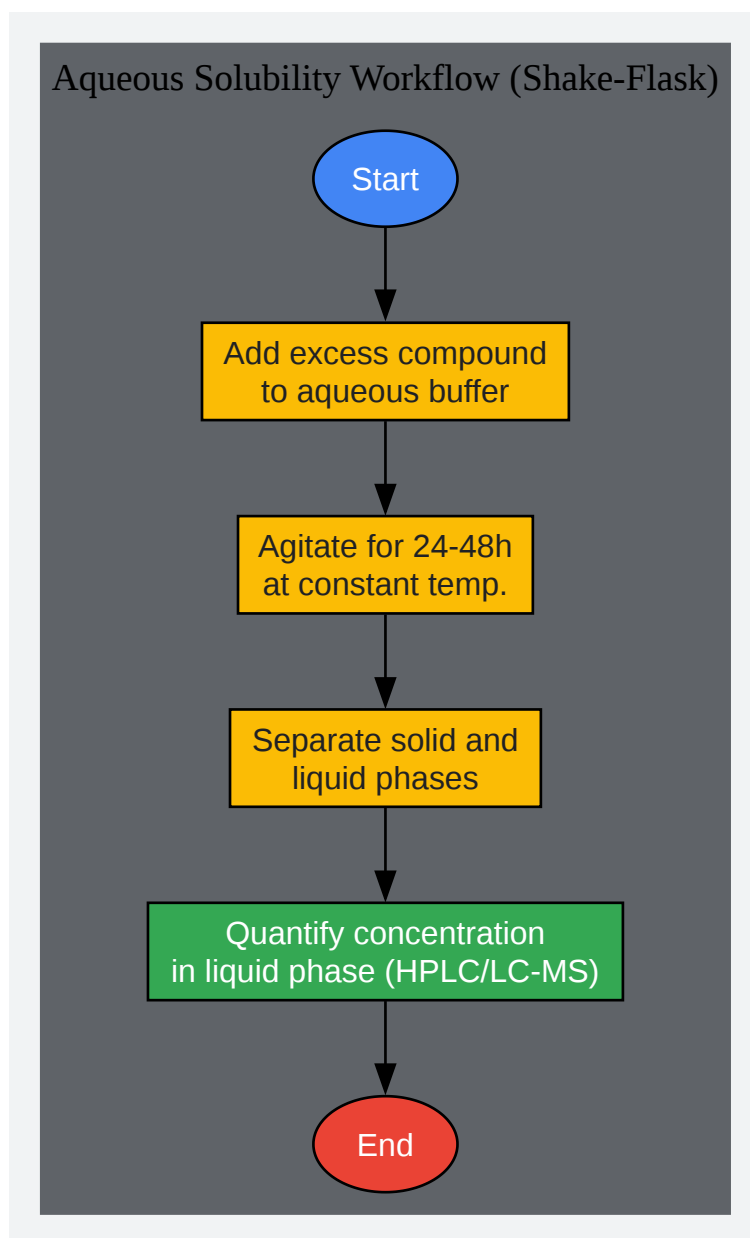 Aqueous Solubility Workflow (Shake-Flask)
Start
Add excess compound
to aqueous buffer
Agitate for 24-48h
at constant temp.
Separate solid and
liquid phases
Quantify concentration
in liquid phase (HPLC/LC-MS)
End